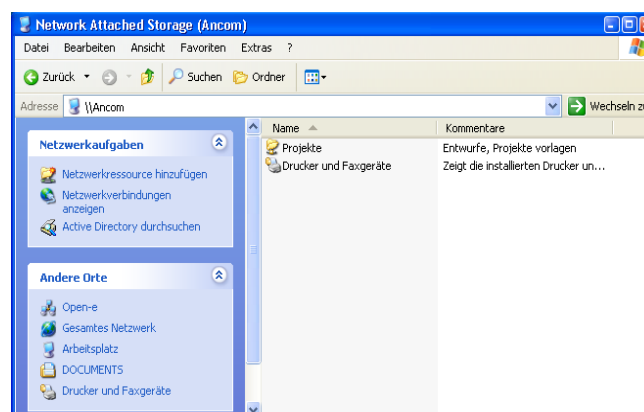 Network Attached Storage (Ancom)
Datei Bearbeiten Ansicht Favoriten Extras ?
Zurück Suchen Ordner
Adresse \\Ancom Wechseln
Name Kommentare
Netzwerkaufgaben
Netzwerkressource hinzufügen
Netzwerkverbindungen
anzeigen
Active Directory durchsuchen
Andere Orte
Open-e
Gesamtes Netzwerk
Arbeitsplatz
DOCUMENTS
Drucker und Faxgeräte
Projekte Entwurfe, Projekte vorlagen
Drucker und Faxgeräte Zeigt die installierten Drucker un...